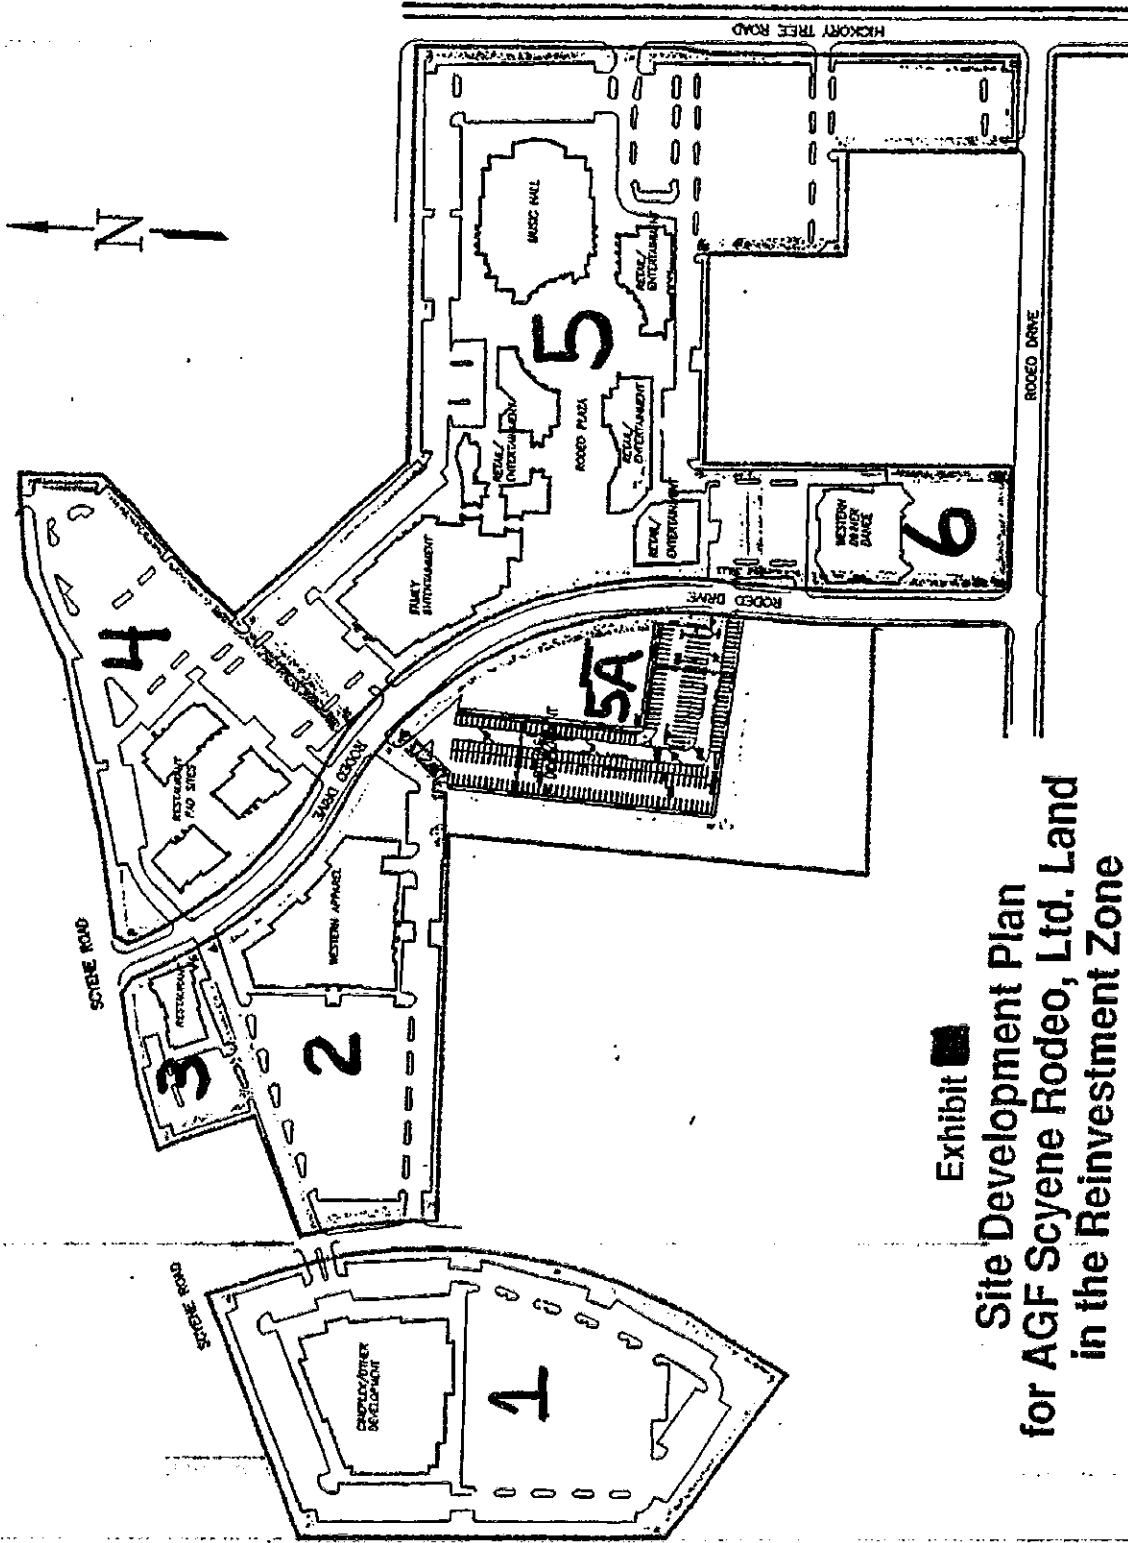 HICKORY TREE ROAD
N
MUSIC HALL
RETAIL/
ENTERTAINMENT
5
RETAIL/
ENTERTAINMENT
RODEO PLAZA
RETAIL/
ENTERTAINMENT
RETAIL/
ENTERTAINMENT
FAMILY
ENTERTAINMENT
RODEO DRIVE
WESTERN
DINNER
DANCE
6
RODEO DRIVE
4
RESTAURANT
PAD SITES
RODEO DRIVE
5A
SCYENE ROAD
WESTERN APPAREL
RESTAURANT
3
2
SCYENE ROAD
CINEPLEX/OTHER
DEVELOPMENT
1
Exhibit
Site Development Plan
for AGF Scyene Rodeo, Ltd. Land
in the Reinvestment Zone